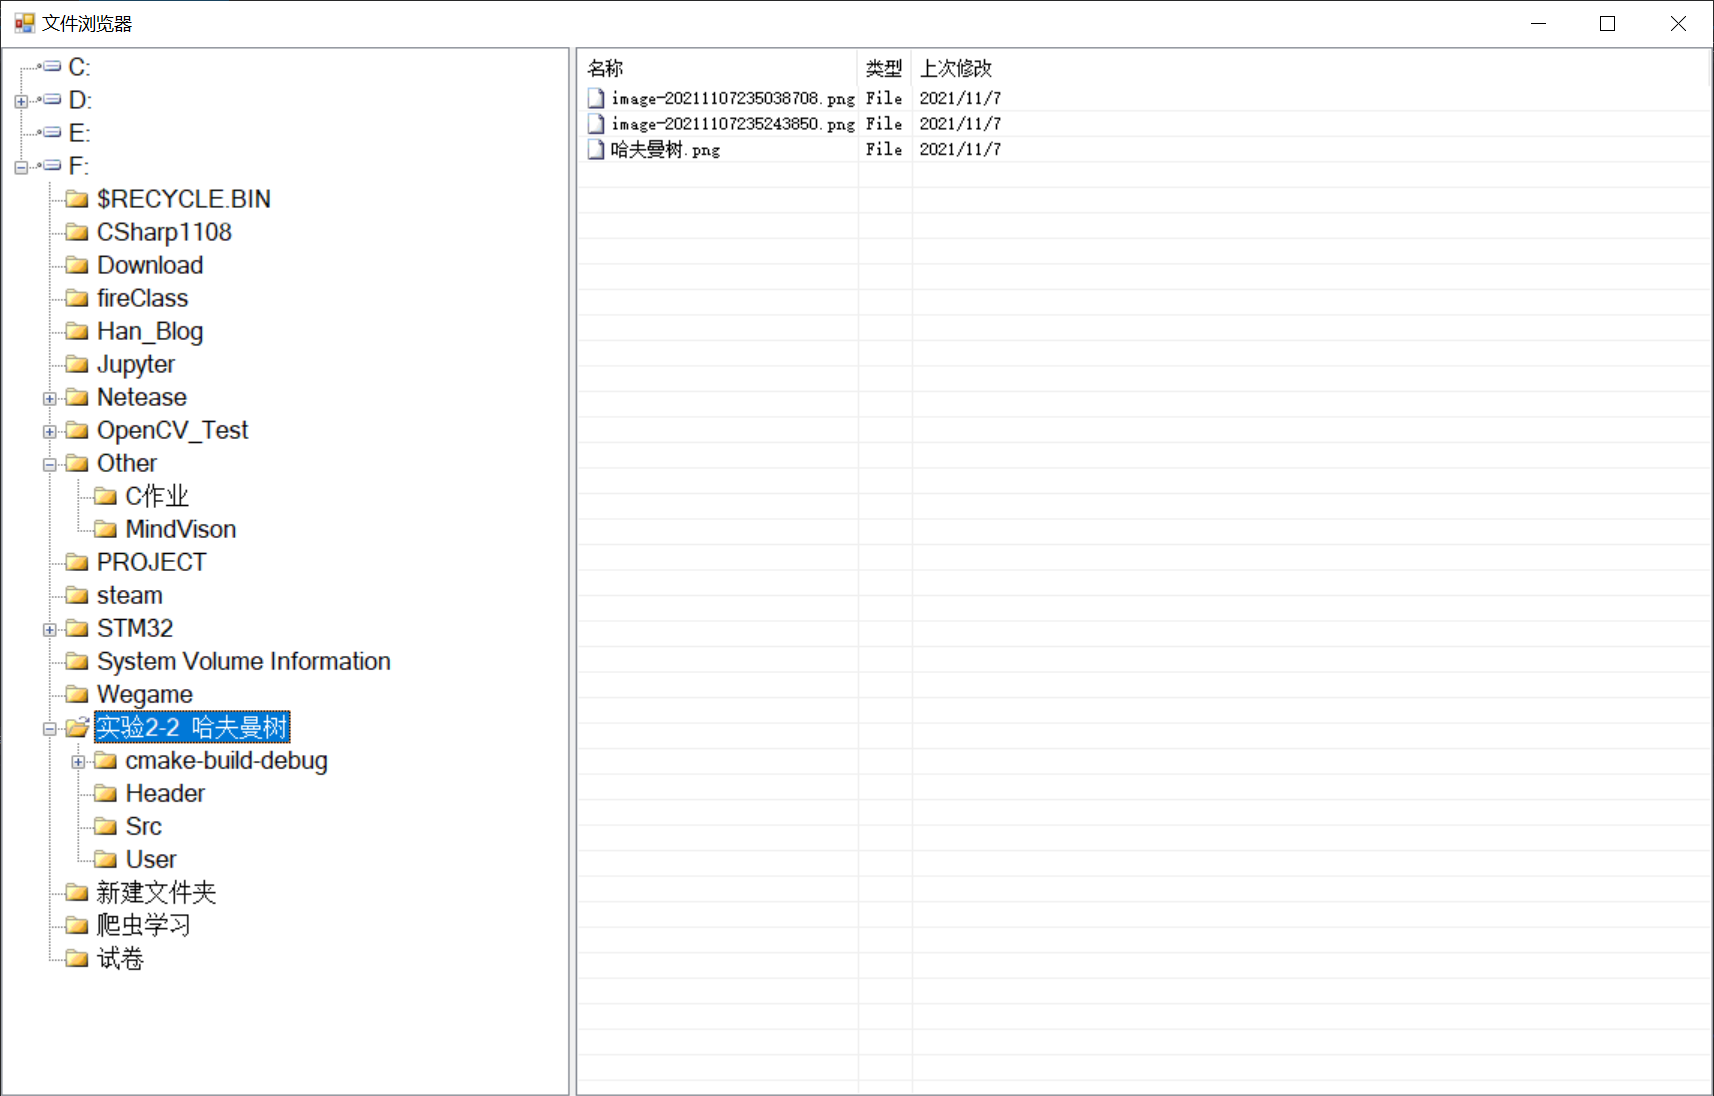 文件浏览器
C:
D:
E:
F:
$RECYCLE.BIN
CSharp1108
Download
fireClass
Han_Blog
Jupyter
Netease
OpenCV_Test
Other
C作业
MindVison
PROJECT
steam
STM32
System Volume Information
Wegame
实验2-2 哈夫曼树
cmake-build-debug
Header
Src
User
新建文件夹
爬虫学习
试卷
名称 类型 上次修改
image-20211107235038708.png File 2021/11/7
image-20211107235243850.png File 2021/11/7
哈夫曼树.png File 2021/11/7